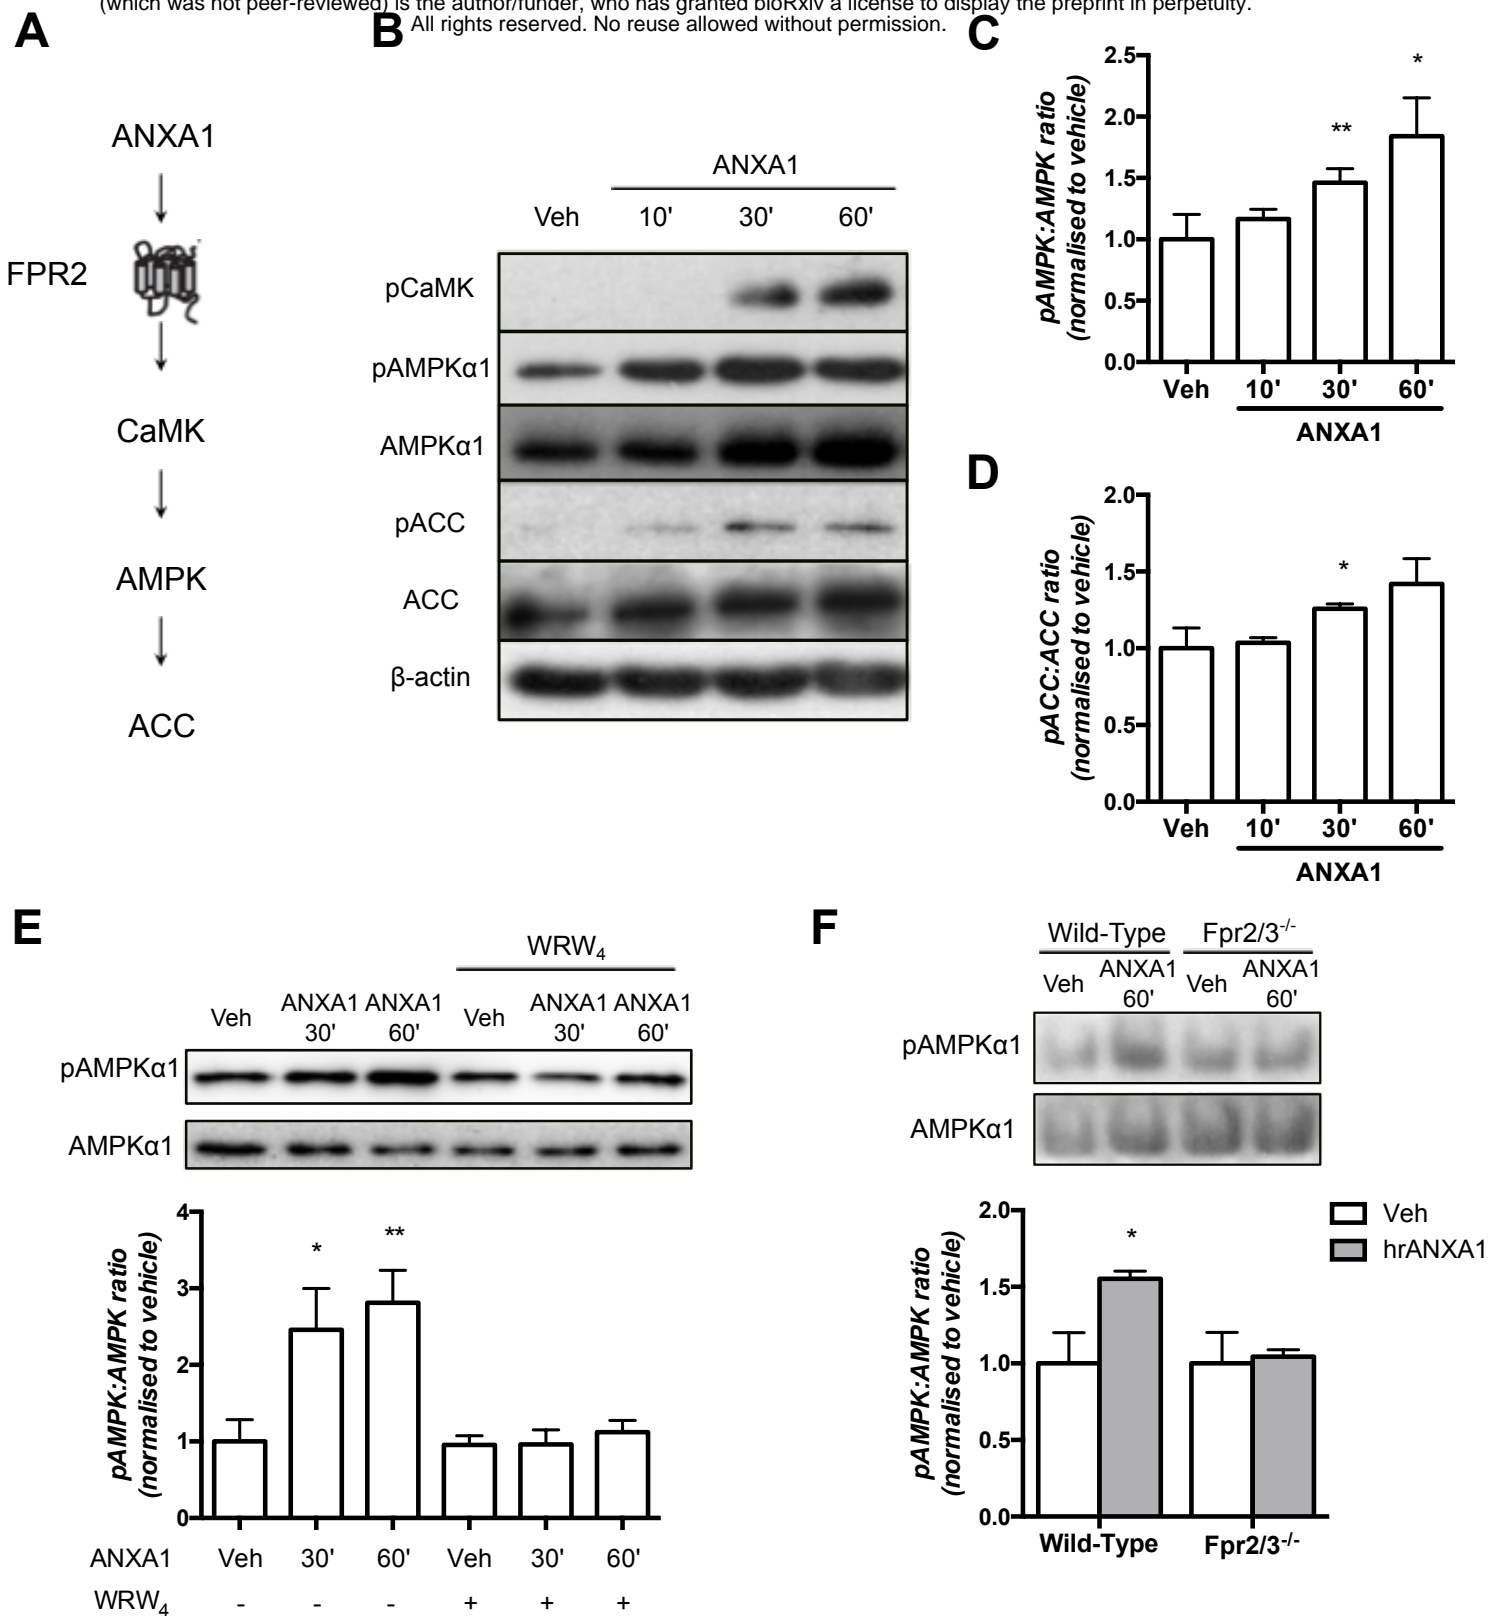 (which was not peer-reviewed) is the author/funder, who has granted bioRxiv a license to display the preprint in perpetuity.
All rights reserved. No reuse allowed without permission.
A
ANXA1
FPR2
CaMK
AMPK
ACC
B
ANXA1
Veh 10' 30' 60'
pCaMK
pAMPKα1
AMPKα1
pACC
ACC
β-actin
C
pAMPK:AMPK ratio
(normalised to vehicle)
2.5
2.0
1.5
1.0
0.5
0.0
** *
Veh 10' 30' 60'
ANXA1
D
pACC:ACC ratio
(normalised to vehicle)
2.0
1.5
1.0
0.5
0.0
*
Veh 10' 30' 60'
ANXA1
E
WRW4
Veh ANXA1 30' ANXA1 60' Veh ANXA1 30' ANXA1 60'
pAMPKα1
AMPKα1
pAMPK:AMPK ratio
(normalised to vehicle)
4
3
2
1
0
* **
ANXA1 Veh 30' 60' Veh 30' 60'
WRW4 - - - + + +
F
Wild-Type Fpr2/3-/-
Veh ANXA1 60' Veh ANXA1 60'
pAMPKα1
AMPKα1
pAMPK:AMPK ratio
(normalised to vehicle)
2.0
1.5
1.0
0.5
0.0
*
Wild-Type Fpr2/3-/-
Veh
hrANXA1